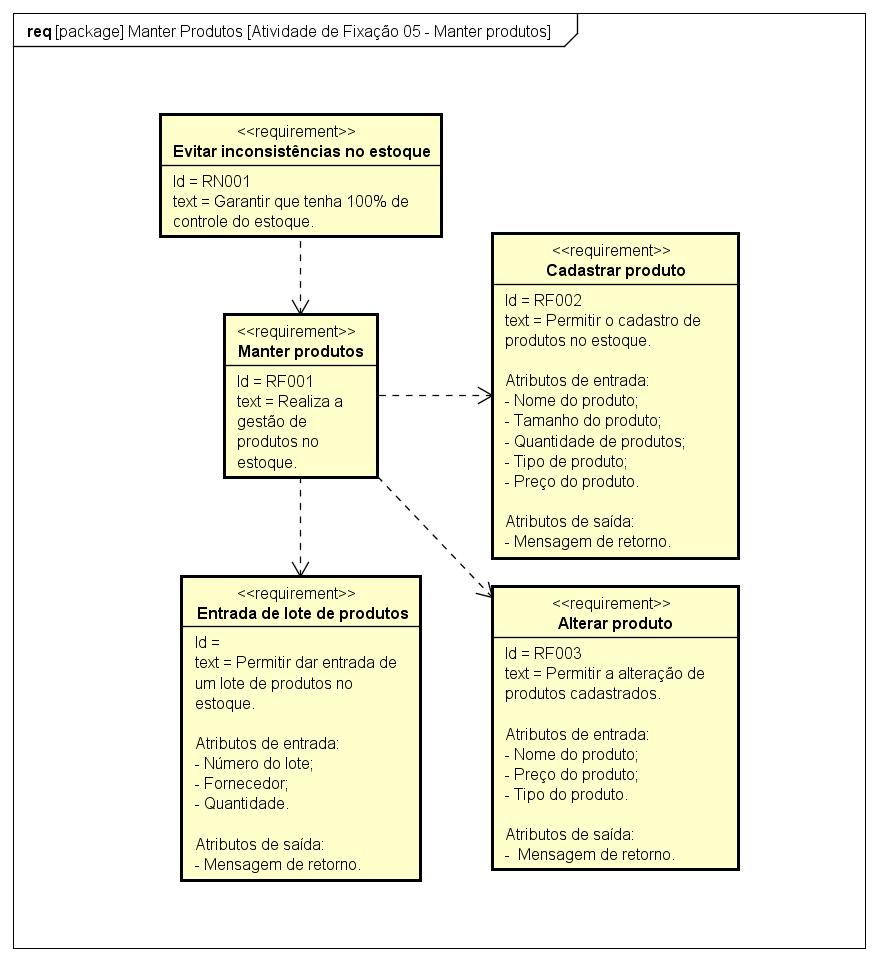 req [package] Manter Produtos [Atividade de Fixação 05 - Manter produtos]
<<requirement>>
Evitar inconsistências no estoque
Id = RN001
text = Garantir que tenha 100% de
controle do estoque.
<<requirement>>
Cadastrar produto
Id = RF002
text = Permitir o cadastro de
produtos no estoque.
Atributos de entrada:
- Nome do produto;
- Tamanho do produto;
- Quantidade de produtos;
- Tipo de produto;
- Preço do produto.
Atributos de saída:
- Mensagem de retorno.
<<requirement>>
Manter produtos
Id = RF001
text = Realiza a
gestão de
produtos no
estoque.
<<requirement>>
Entrada de lote de produtos
Id =
text = Permitir dar entrada de
um lote de produtos no
estoque.
Atributos de entrada:
- Número do lote;
- Fornecedor;
- Quantidade.
Atributos de saída:
- Mensagem de retorno.
<<requirement>>
Alterar produto
Id = RF003
text = Permitir a alteração de
produtos cadastrados.
Atributos de entrada:
- Nome do produto;
- Preço do produto;
- Tipo do produto.
Atributos de saída:
-  Mensagem de retorno.